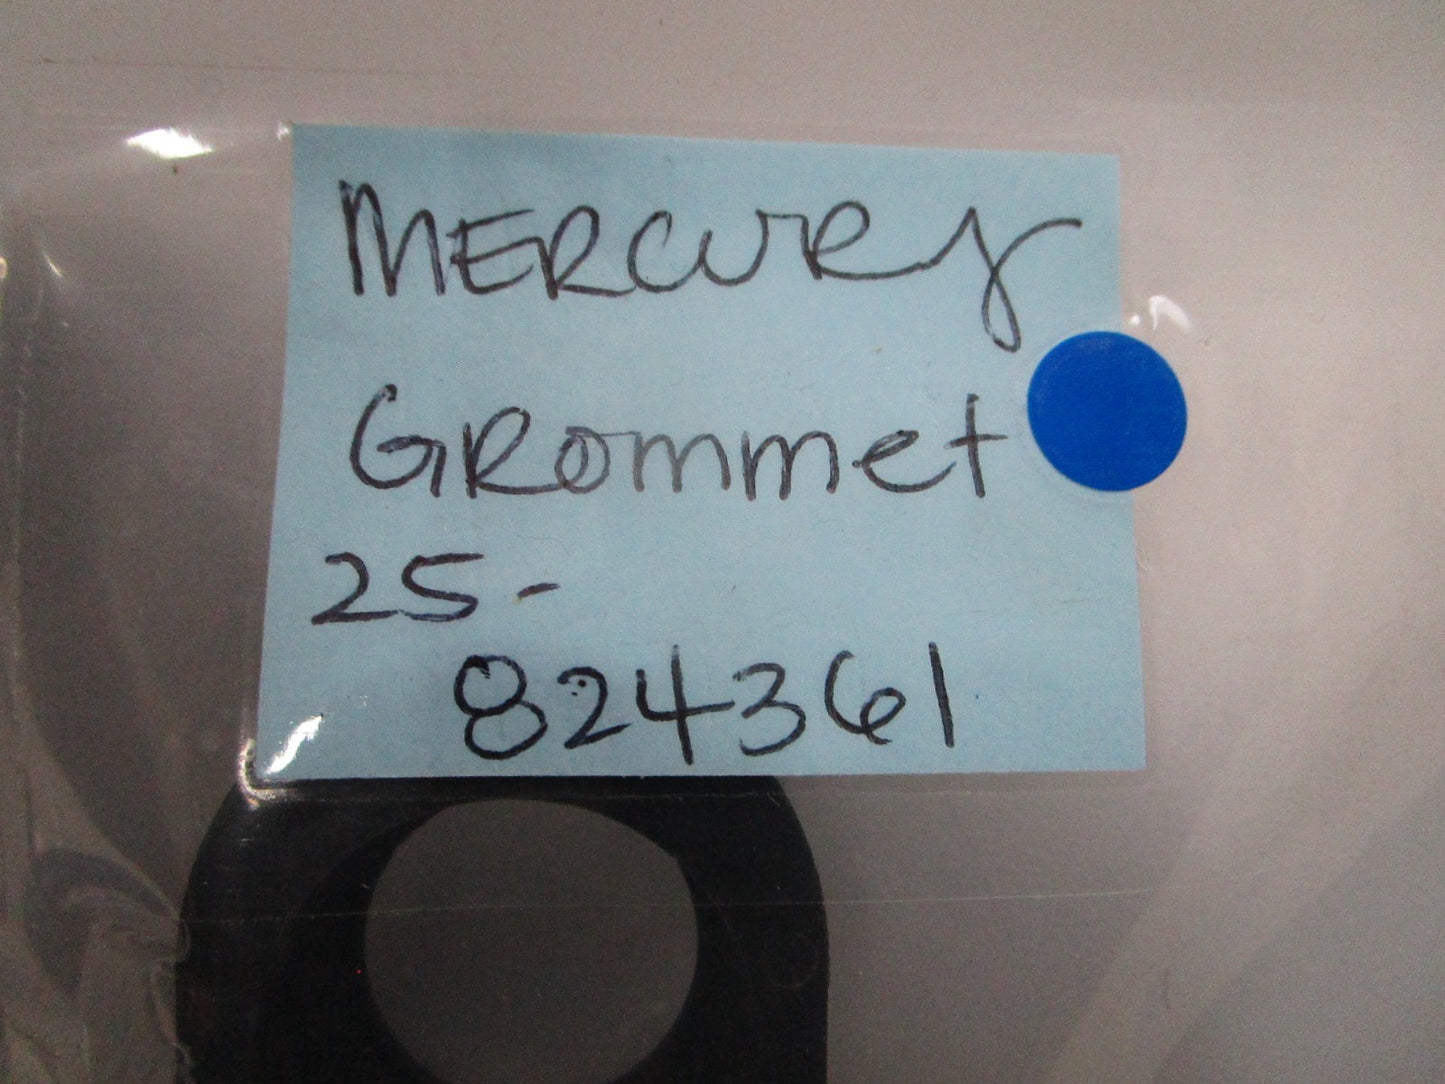 MERCURY
GRommet
25-
824361